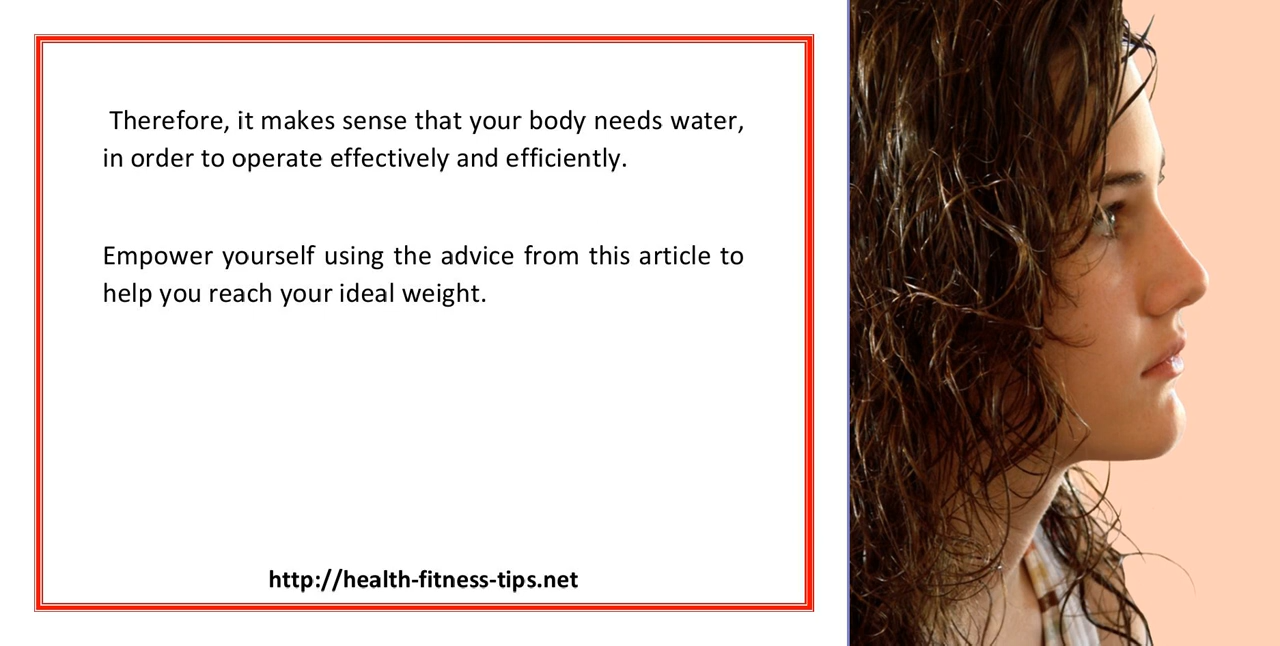 Therefore, it makes sense that your body needs water,
in order to operate effectively and efficiently.
Empower yourself using the advice from this article to
help you reach your ideal weight.
http://health-fitness-tips.net